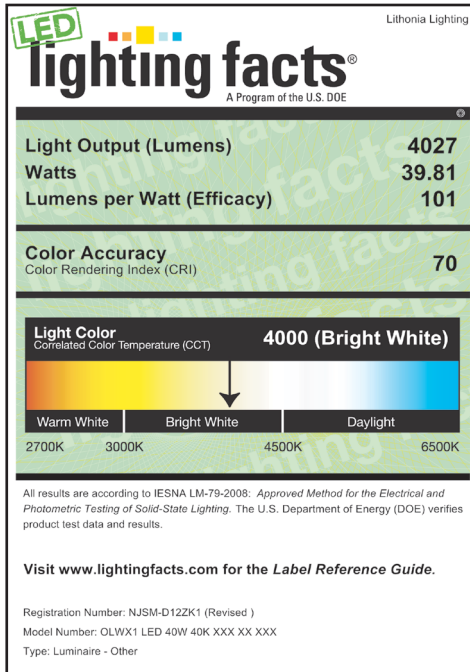 Lithonia Lighting
LED
lighting facts®
A Program of the U.S. DOE
Light Output (Lumens) 4027
Watts 39.81
Lumens per Watt (Efficacy) 101
Color Accuracy
Color Rendering Index (CRI) 70
Light Color
Correlated Color Temperature (CCT) 4000 (Bright White)
Warm White Bright White Daylight
2700K 3000K 4500K 6500K
All results are according to IESNA LM-79-2008: Approved Method for the Electrical and
Photometric Testing of Solid-State Lighting. The U.S. Department of Energy (DOE) verifies
product test data and results.
Visit www.lightingfacts.com for the Label Reference Guide.
Registration Number: NJSM-D12ZK1 (Revised )
Model Number: OLWX1 LED 40W 40K XXX XX XXX
Type: Luminaire - Other